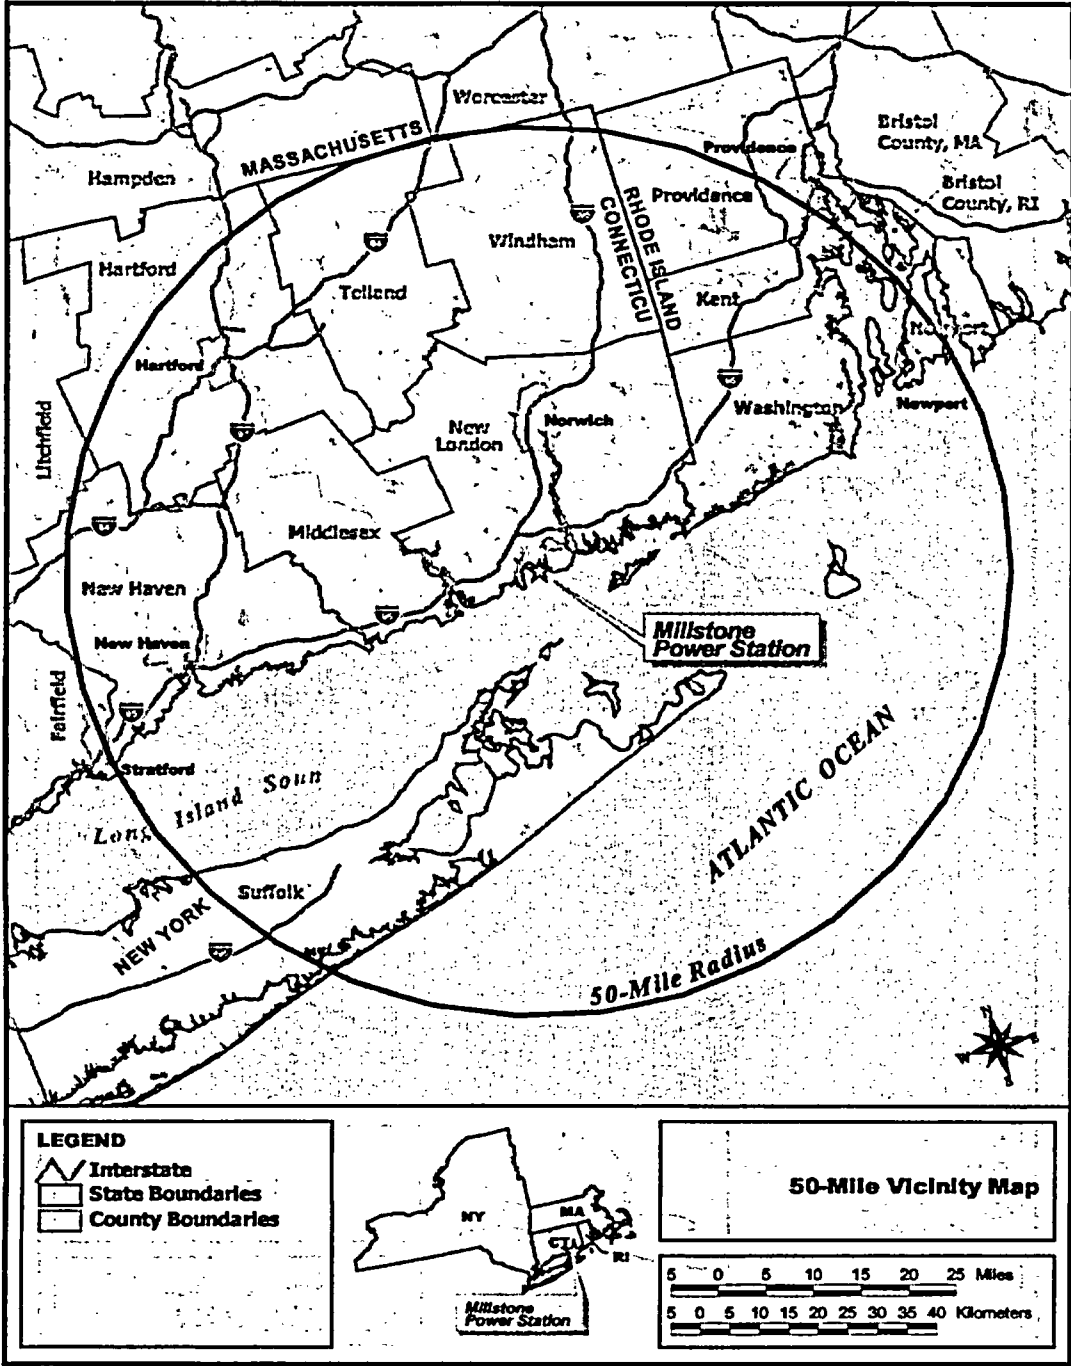 Worcester
MASSACHUSETTS
Bristol
County, MA
Providence
Hampden
Bristol
County, RI
Providence
RHODE ISLAND
CONNECTICU
Windham
Hartford
Tolland
Kent
Newport
Hartford
Litchfield
Washington
Newport
New
London
Norwich
Middlesex
New Haven
Millstone
Power Station
New Haven
Fairfield
Stratford
Long Island Soun
ATLANTIC OCEAN
Suffolk
NEW YORK
50-Mile Radius
N
W
LEGEND
Interstate
State Boundaries
County Boundaries
NY
MA
CT
RI
Millstone
Power Station
50-Mile Vicinity Map
5 0 5 10 15 20 25 Miles
5 0 5 10 15 20 25 30 35 40 Kilometers